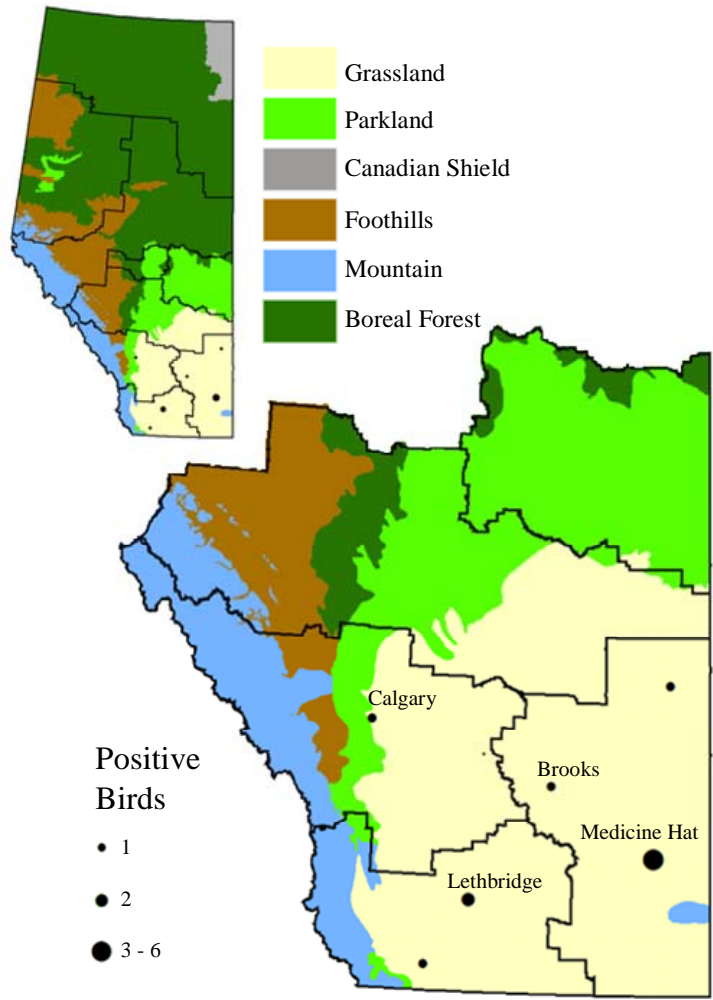 Grassland
Parkland
Canadian Shield
Foothills
Mountain
Boreal Forest
Calgary
Brooks
Medicine Hat
Lethbridge
Positive
Birds
1
2
3 - 6